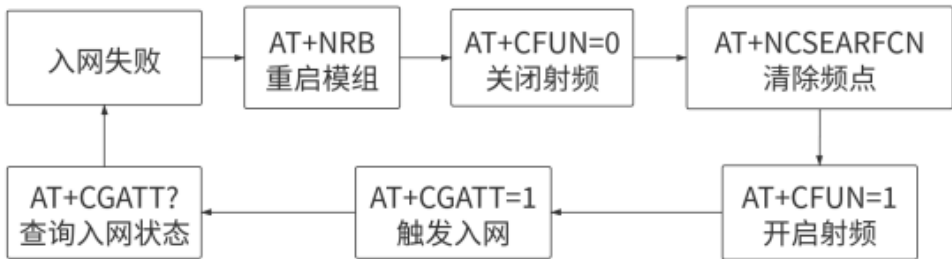 入网失败
AT+NRB
重启模组
AT+CFUN=0
关闭射频
AT+NCSEARFCN
清除频点
AT+CFUN=1
开启射频
AT+CGATT=1
触发入网
AT+CGATT?
查询入网状态